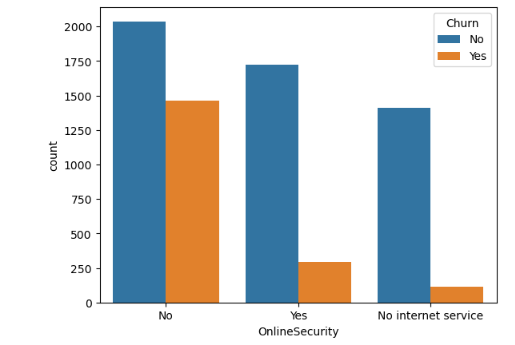 Churn
No
Yes
2000
1750
1500
1250
1000
750
500
250
0
count
No Yes No internet service
OnlineSecurity